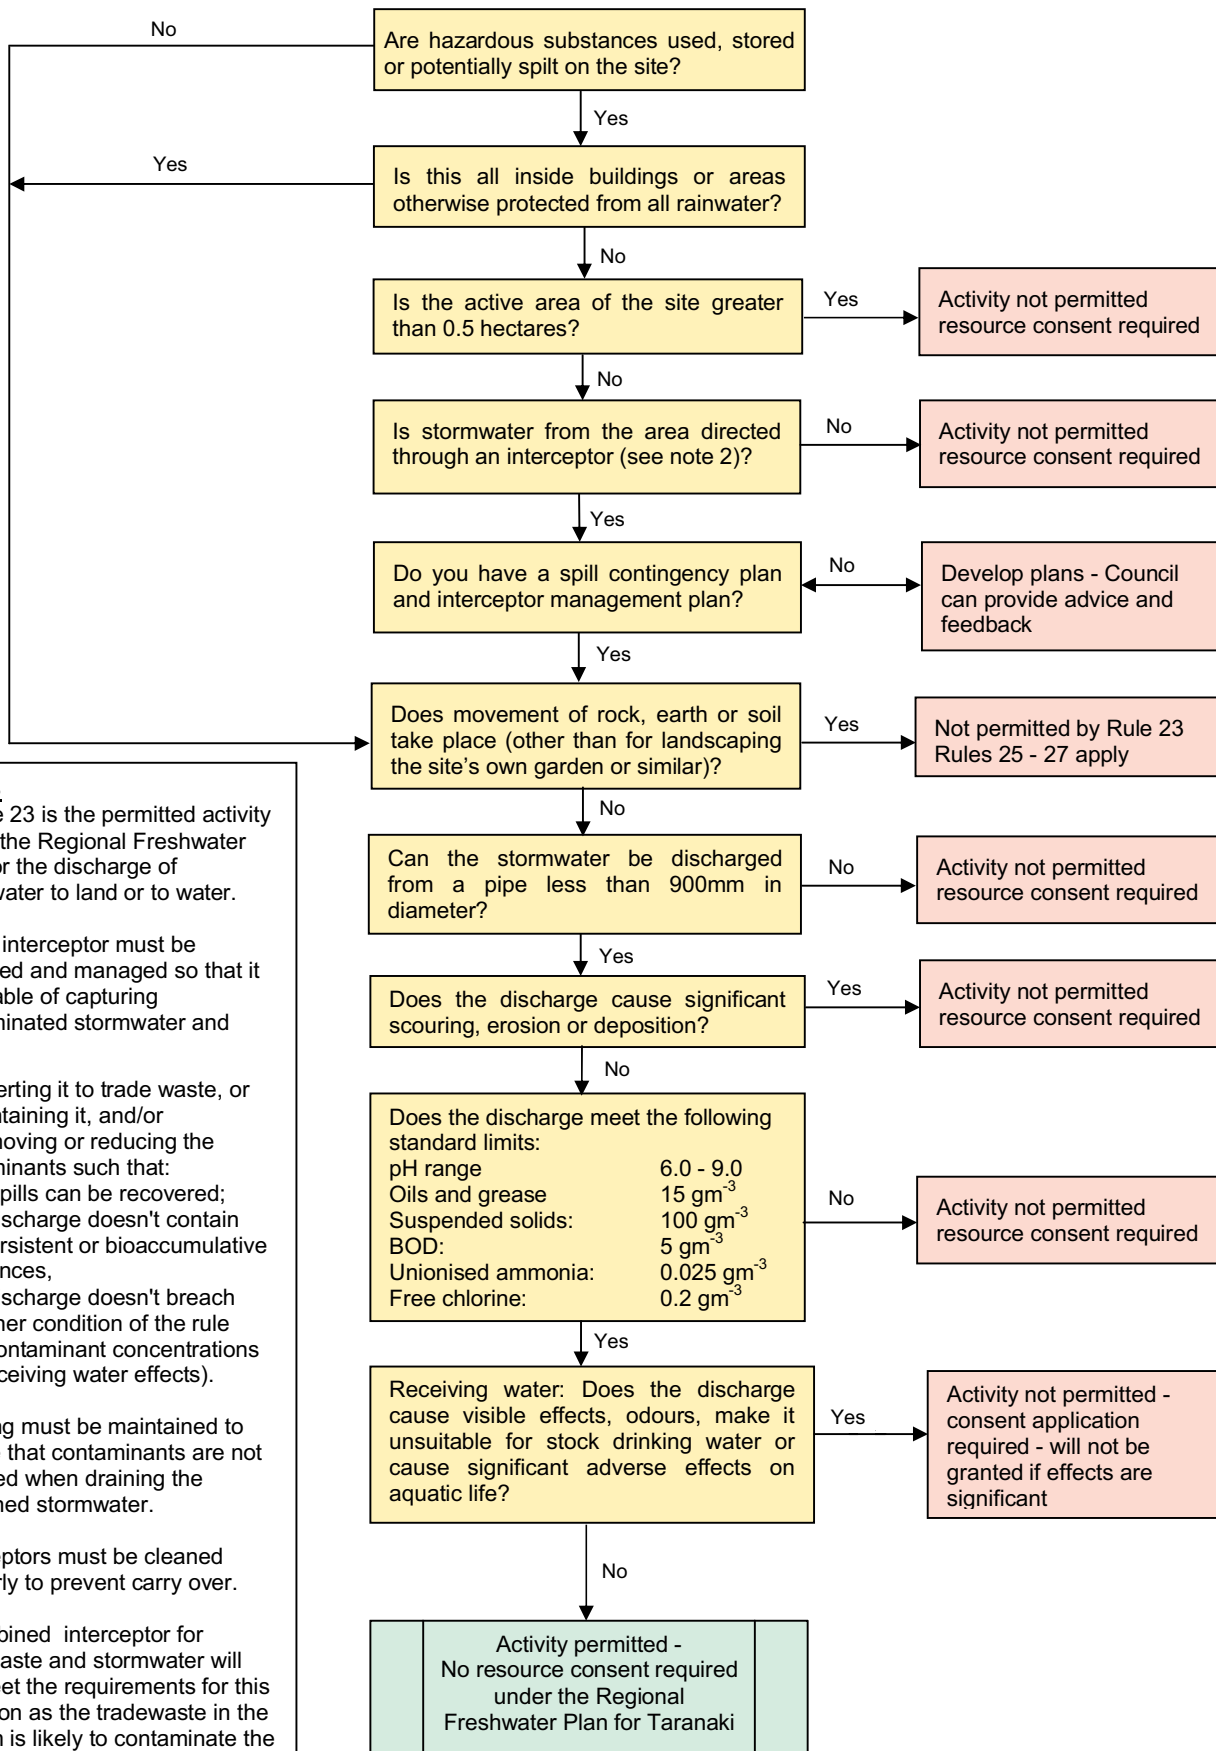 No
Are hazardous substances used, stored
or potentially spilt on the site?
Yes
Yes
Is this all inside buildings or areas
otherwise protected from all rainwater?
No
Is the active area of the site greater
than 0.5 hectares?
Yes
Activity not permitted
resource consent required
No
Is stormwater from the area directed
through an interceptor (see note 2)?
No
Activity not permitted
resource consent required
Yes
Do you have a spill contingency plan
and interceptor management plan?
No
Develop plans - Council
can provide advice and
feedback
Yes
Does movement of rock, earth or soil
take place (other than for landscaping
the site's own garden or similar)?
Yes
Not permitted by Rule 23
Rules 25 - 27 apply
No
Can the stormwater be discharged
from a pipe less than 900mm in
diameter?
No
Activity not permitted
resource consent required
Yes
Does the discharge cause significant
scouring, erosion or deposition?
Yes
Activity not permitted
resource consent required
No
Does the discharge meet the following
standard limits:
pH range 6.0 - 9.0
Oils and grease 15 gm-3
Suspended solids: 100 gm-3
BOD: 5 gm-3
Unionised ammonia: 0.025 gm-3
Free chlorine: 0.2 gm-3
No
Activity not permitted
resource consent required
Yes
Receiving water: Does the discharge
cause visible effects, odours, make it
unsuitable for stock drinking water or
cause significant adverse effects on
aquatic life?
Yes
Activity not permitted -
consent application
required - will not be
granted if effects are
significant
No
Activity permitted -
No resource consent required
under the Regional
Freshwater Plan for Taranaki
23 is the permitted activity
the Regional Freshwater
or the discharge of
water to land or to water.
interceptor must be
ed and managed so that it
able of capturing
minated stormwater and
erting it to trade waste, or
ntaining it, and/or
moving or reducing the
minants such that:
pills can be recovered;
ischarge doesn't contain
rsistent or bioaccumulative
nces,
ischarge doesn't breach
her condition of the rule
ontaminant concentrations
ceiving water effects).
ng must be maintained to
that contaminants are not
ed when draining the
ned stormwater.
eptors must be cleaned
rly to prevent carry over.
bined interceptor for
aste and stormwater will
eet the requirements for this
on as the tradewaste in the
is likely to contaminate the